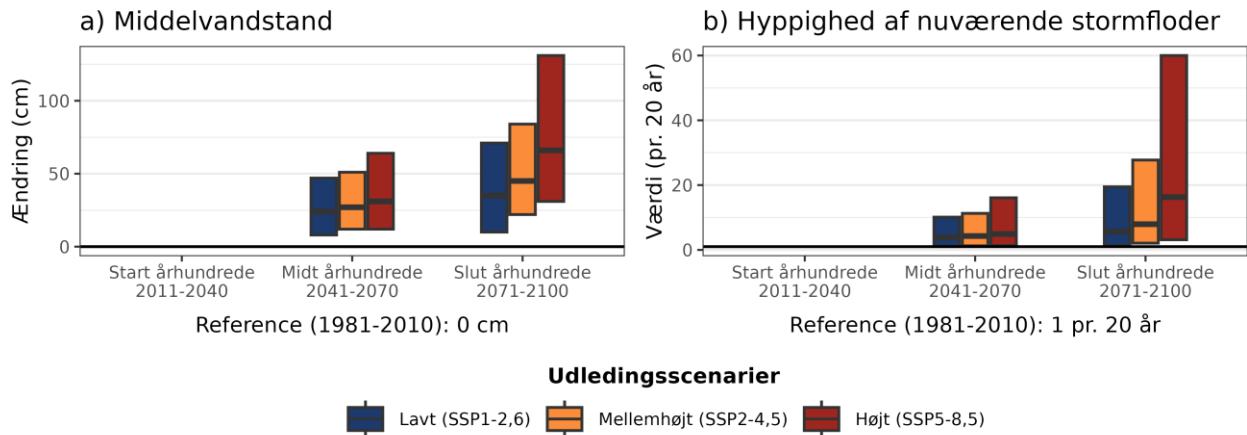 a) Middelvandstand
Ændring (cm)
100
50
0
Start århundrede
2011-2040
Midt århundrede
2041-2070
Slut århundrede
2071-2100
Reference (1981-2010): 0 cm
b) Hyppighed af nuværende stormfloder
Værdi (pr. 20 år)
60
40
20
0
Start århundrede
2011-2040
Midt århundrede
2041-2070
Slut århundrede
2071-2100
Reference (1981-2010): 1 pr. 20 år
Udledingsscenarier
Lavt (SSP1-2,6)
Mellemhøjt (SSP2-4,5)
Højt (SSP5-8,5)